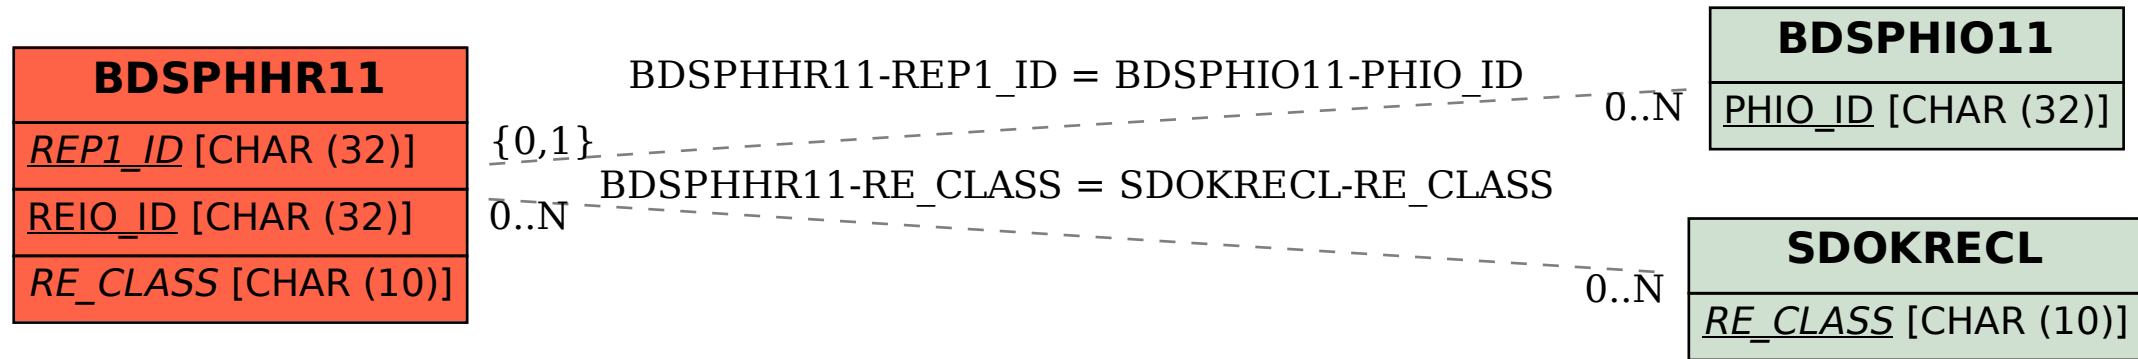 BDSPHHR11
REP1_ID [CHAR (32)]
REIO_ID [CHAR (32)]
RE_CLASS [CHAR (10)]
BDSPHHR11-REP1_ID = BDSPHIO11-PHIO_ID
{0,1}
0..N
BDSPHHR11-RE_CLASS = SDOKRECL-RE_CLASS
0..N
0..N
BDSPHIO11
PHIO_ID [CHAR (32)]
SDOKRECL
RE_CLASS [CHAR (10)]